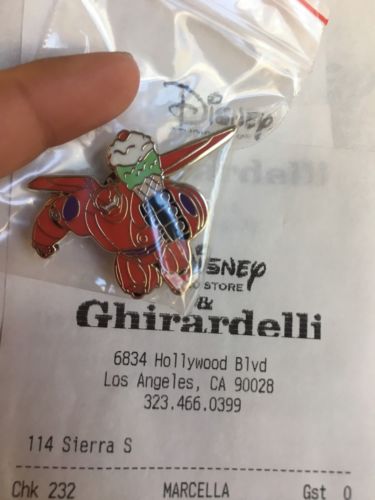 Disney
DISNEY
STORE
&
Ghirardelli
6834 Hollywood Blvd
Los Angeles, CA 90028
323.466.0399
114 Sierra S
Chk 232 MARCELLA Gst 0